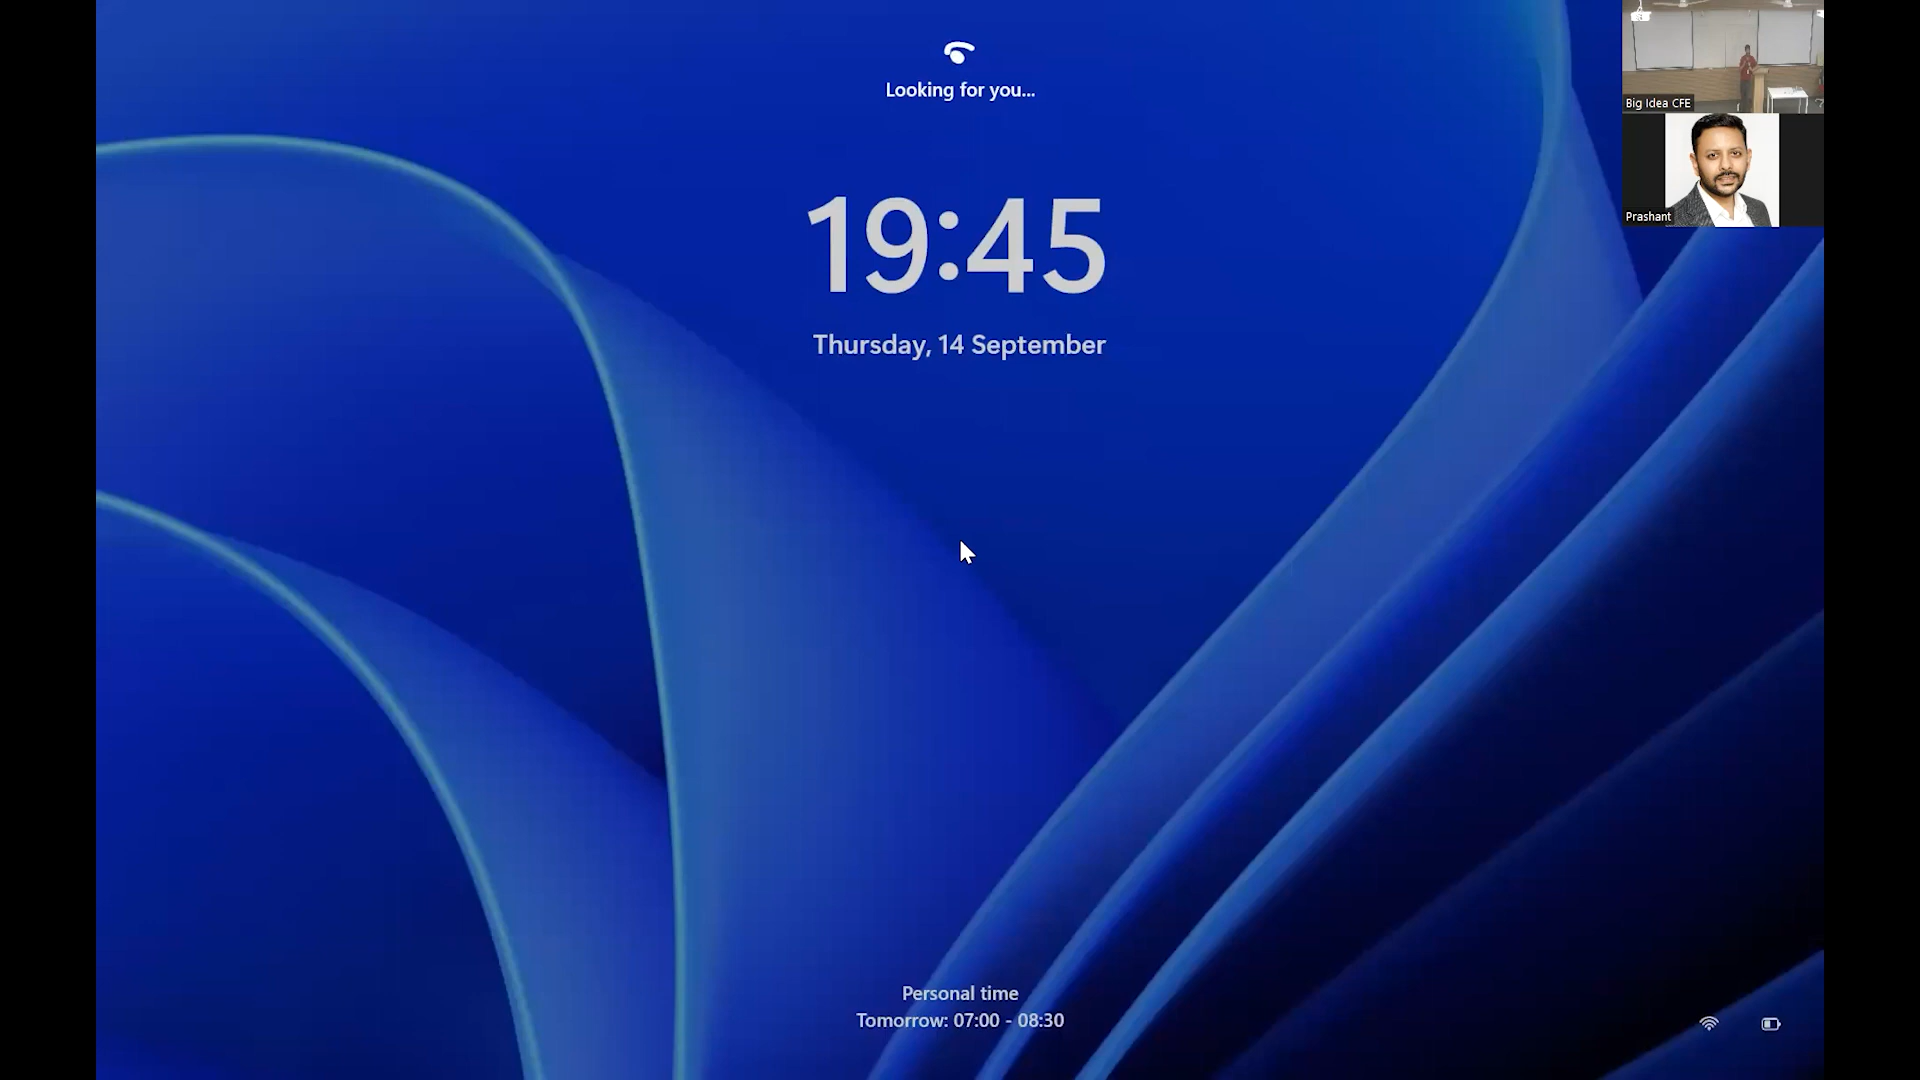 Looking for you...
19:45
Thursday, 14 September
Big Idea CFE
Prashant
Personal time
Tomorrow: 07:00 - 08:30